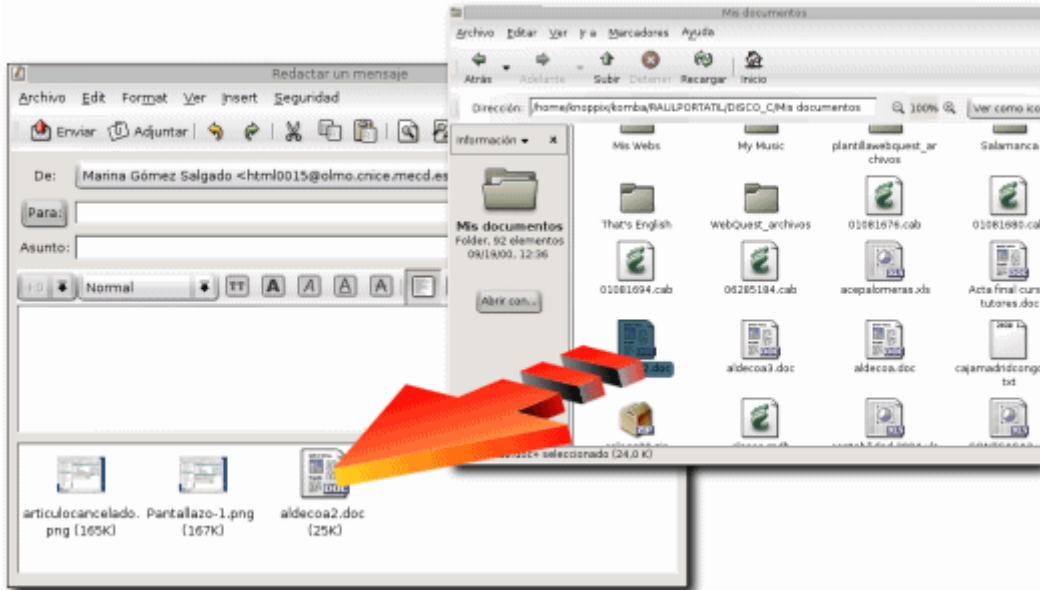 Mis documentos
Archivo Editar Ver Ir a Marcadores Ayuda
Atrás Adelante Subir Detener Recargar Inicio
Dirección: /home/knoppix/komba/RAULPORTATIL/DISCO_C/Mis documentos 100% Ver como ico
Información
Mis documentos
Folder, 92 elementos
09/19/00, 12:36
Abrir con...
Mis Webs My Music plantillawebquest_ar Salamanca
chivos
That's English WebQuest_archivos 01081676.cab 01081680.cab
01081694.cab 06285184.cab acepalomeras.xls Acta final curs
tutores.doc
2.doc aldecoa3.doc aldecoa.doc cajamadridcongo
txt
seleccionado (24,0 K)
Redactar un mensaje
Archivo Edit Format Ver Insert Seguridad
Enviar Adjuntar
De: Marina Gómez Salgado <html0015@olmo.cnice.mecd.es
Para:
Asunto:
Normal TT A A A A
articulocancelado. Pantallazo-1.png aldecoa2.doc
png (165K) (167K) (25K)